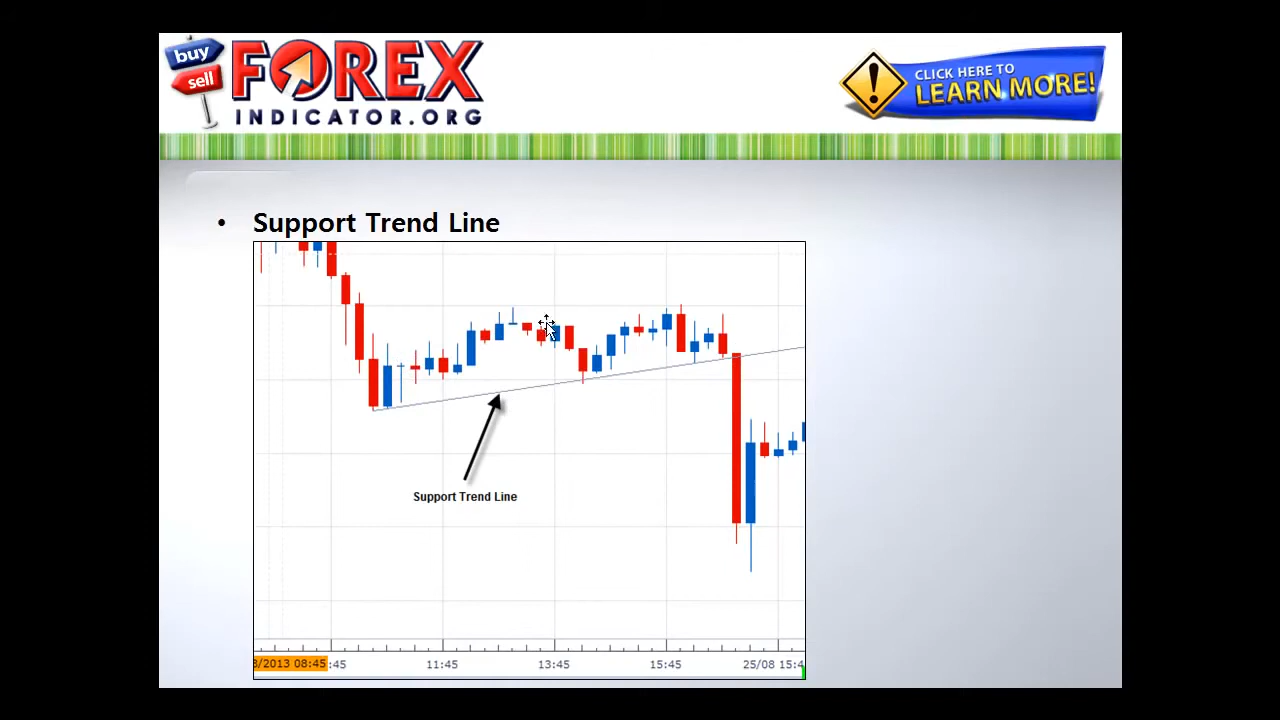 buy
sell
FOREX
INDICATOR.ORG
CLICK HERE TO
LEARN MORE!
• Support Trend Line
Support Trend Line
3/2013 08:45 :45 11:45 13:45 15:45 25/08 15:4